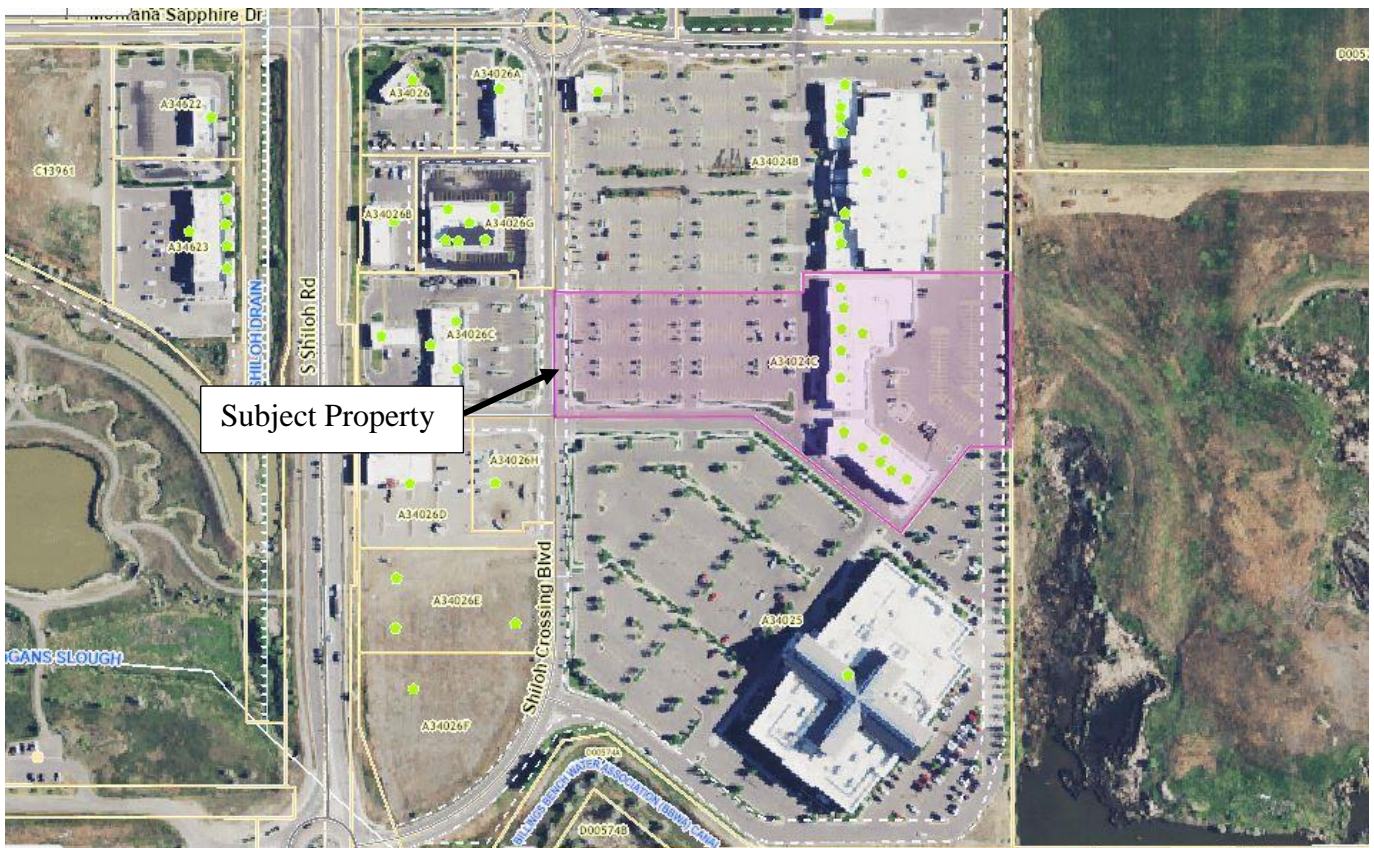 Montana Sapphire Dr
A34026A
A34026
A34622
C13961
A34024B
A34026B
A34026G
A34623
SHILOH DRAIN
S Shiloh Rd
A34026C
A34024C
Subject Property
A34026H
A34026D
Shiloh Crossing Blvd
A34026E
A34025
OGANS SLOUGH
A34026F
D00574A
BILLINGS BENCH WATER ASSOCIATION (BBWA) CANAL
D00574B